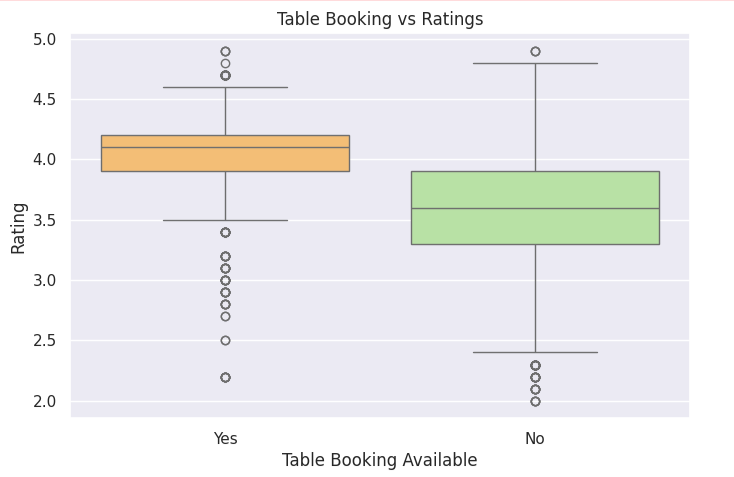 Table Booking vs Ratings
5.0
4.5
4.0
3.5
3.0
2.5
2.0
Rating
Yes
No
Table Booking Available